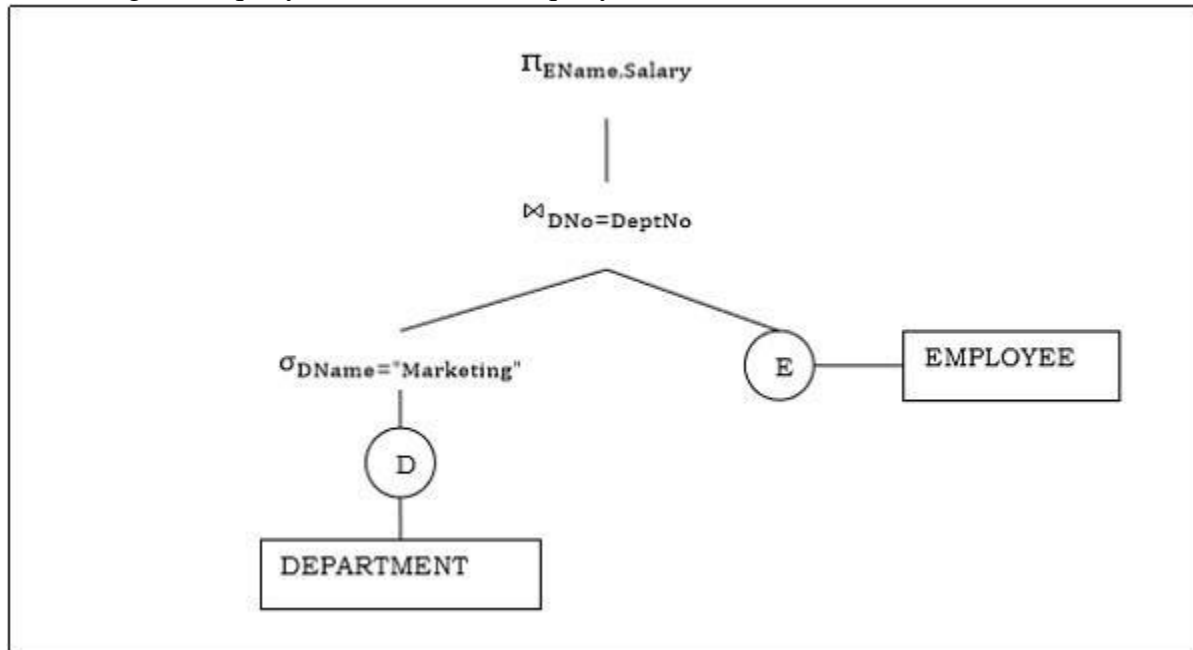 ΠEName,Salary
⋈DNo=DeptNo
σDName="Marketing"
E
EMPLOYEE
D
DEPARTMENT